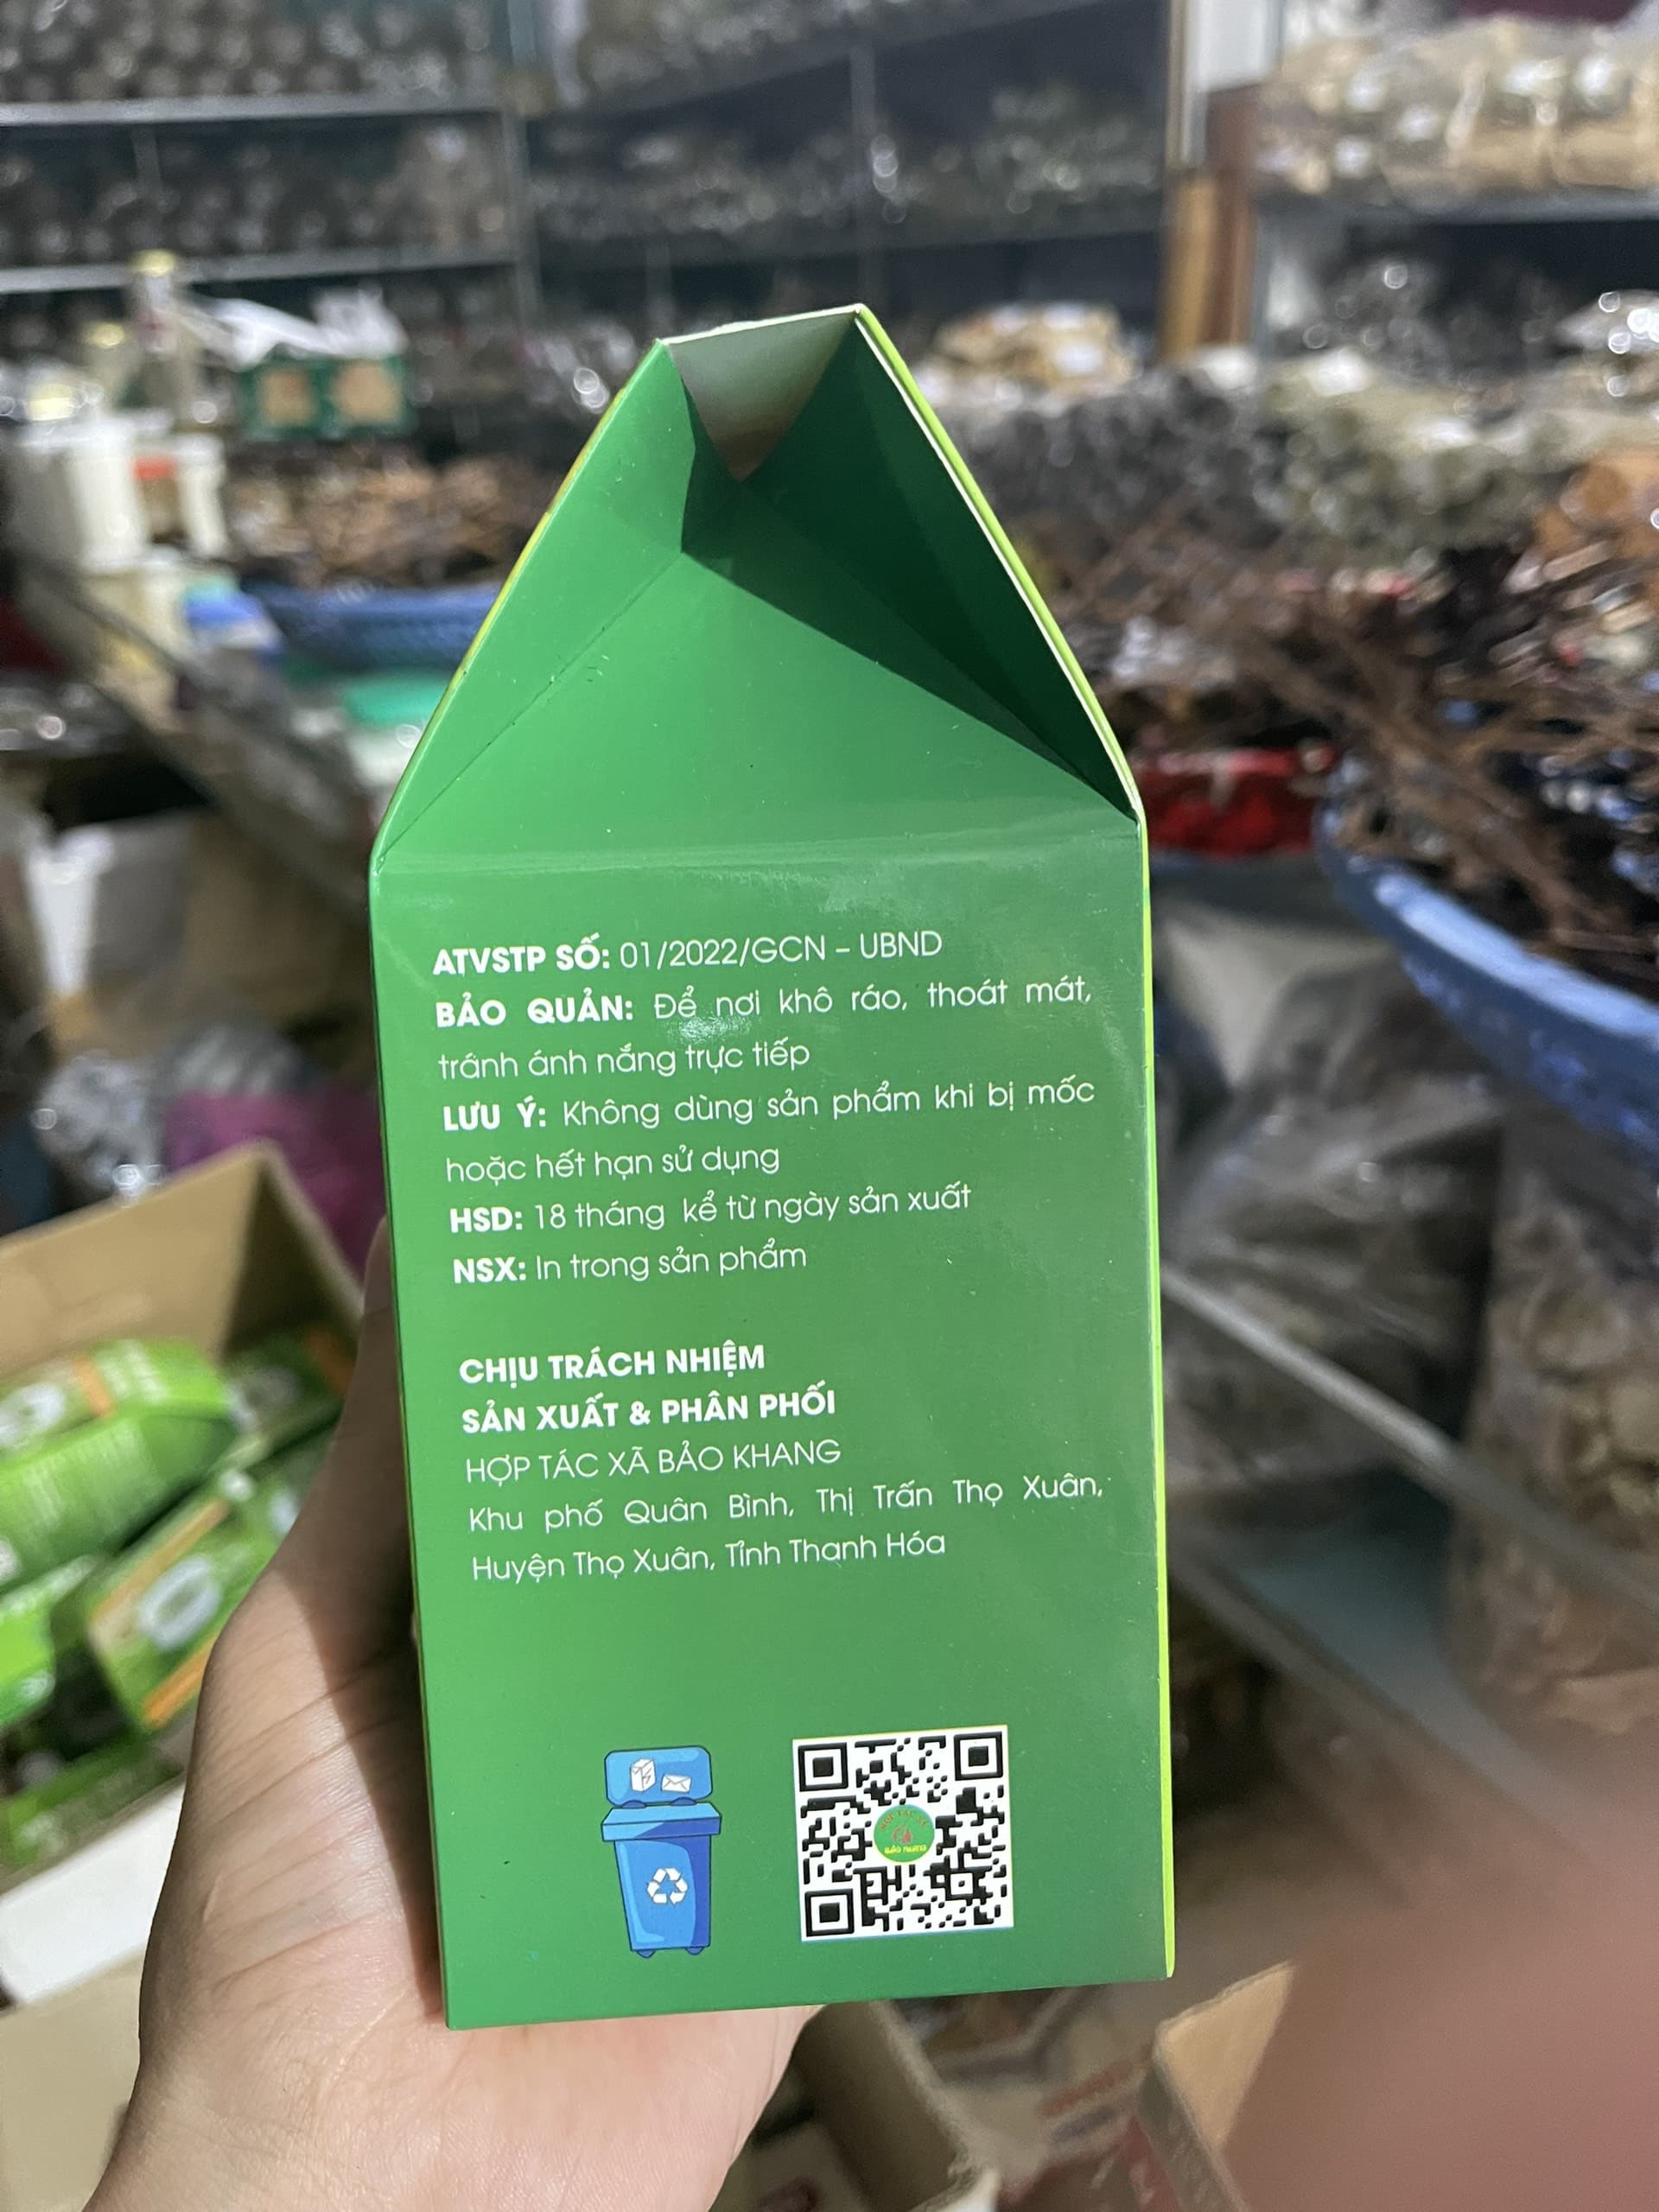 ATVSTP SỐ: 01/2022/GCN – UBND
BẢO QUẢN: Để nơi khô ráo, thoát mát,
tránh ánh nắng trực tiếp
LƯU Ý: Không dùng sản phẩm khi bị mốc
hoặc hết hạn sử dụng
HSD: 18 tháng kể từ ngày sản xuất
NSX: In trong sản phẩm
CHỊU TRÁCH NHIỆM
SẢN XUẤT & PHÂN PHỐI
HỢP TÁC XÃ BẢO KHANG
Khu phố Quân Bình, Thị Trấn Thọ Xuân,
Huyện Thọ Xuân, Tỉnh Thanh Hóa